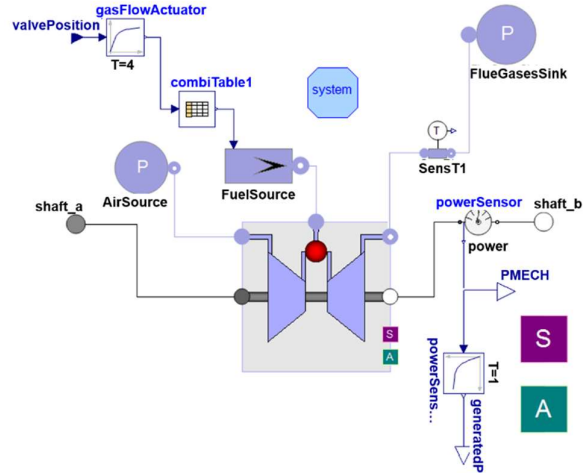 gasFlowActuator
valvePosition
T=4
combiTable1
system
P
FlueGasesSink
T
SensT1
P
AirSource
FuelSource
shaft_a
powerSensor
shaft_b
power
PMECH
S
A
S
A
T=1
powerSens...
generatedP